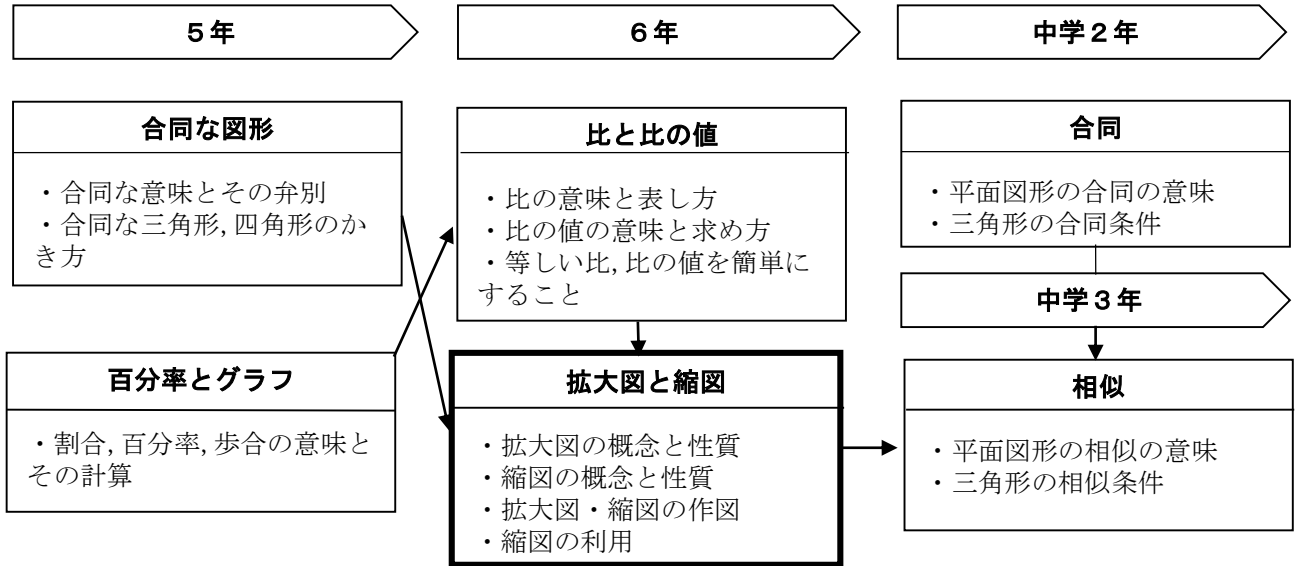 5年
合同な図形
・合同な意味とその弁別
・合同な三角形,四角形のか
き方
百分率とグラフ
・割合,百分率,歩合の意味と
その計算
6年
比と比の値
・比の意味と表し方
・比の値の意味と求め方
・等しい比,比の値を簡単に
すること
拡大図と縮図
・拡大図の概念と性質
・縮図の概念と性質
・拡大図・縮図の作図
・縮図の利用
中学2年
合同
・平面図形の合同の意味
・三角形の合同条件
中学3年
相似
・平面図形の相似の意味
・三角形の相似条件